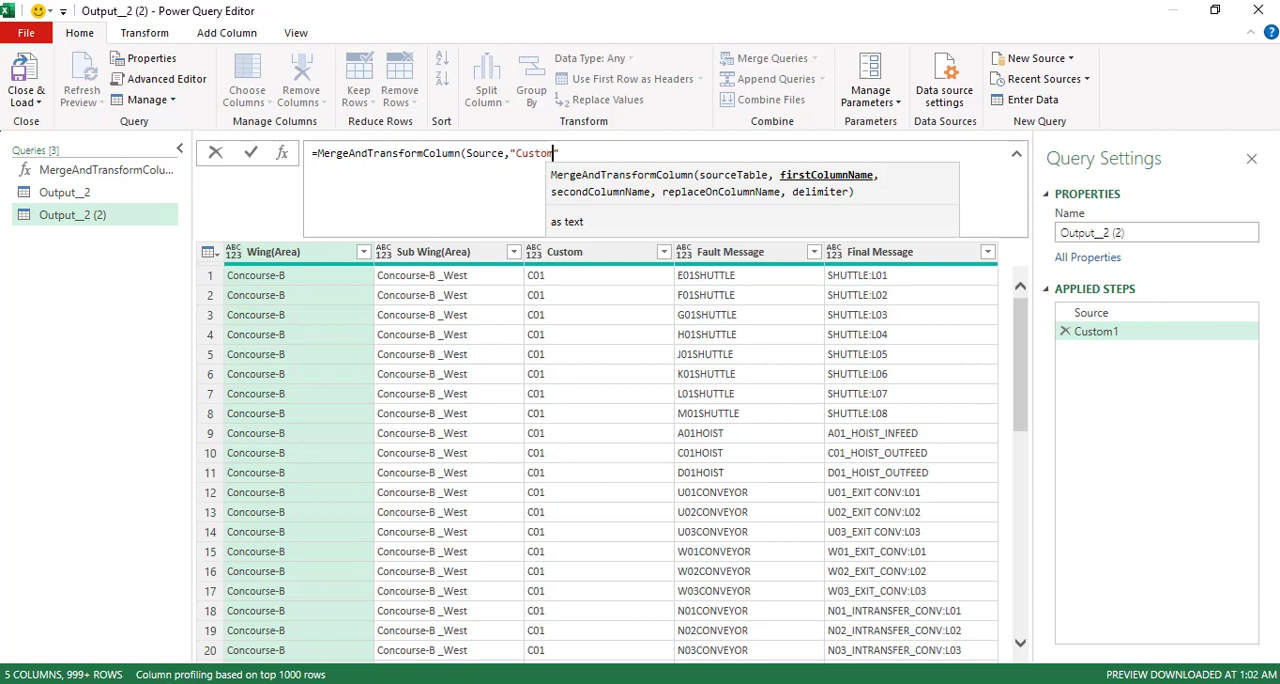 Output__2 (2) - Power Query Editor
File Home Transform Add Column View
Close & Load
Close
Refresh Preview
Properties
Advanced Editor
Manage
Query
Choose Columns
Remove Columns
Manage Columns
Keep Rows
Remove Rows
Reduce Rows
Sort
Split Column
Group By
Data Type: Any
Use First Row as Headers
Replace Values
Transform
Merge Queries
Append Queries
Combine Files
Combine
Manage Parameters
Parameters
Data source settings
Data Sources
New Source
Recent Sources
Enter Data
New Query
Queries [3]
MergeAndTransformColu...
Output__2
Output__2 (2)
=MergeAndTransformColumn(Source,"Custom"
MergeAndTransformColumn(sourceTable, firstColumnName,
secondColumnName, replaceOnColumnName, delimiter)
as text
ABC 123 Wing(Area) ABC 123 Sub Wing(Area) ABC 123 Custom ABC 123 Fault Message ABC 123 Final Message
1 Concourse-B Concourse-B _West C01 E01SHUTTLE SHUTTLE:L01
2 Concourse-B Concourse-B _West C01 F01SHUTTLE SHUTTLE:L02
3 Concourse-B Concourse-B _West C01 G01SHUTTLE SHUTTLE:L03
4 Concourse-B Concourse-B _West C01 H01SHUTTLE SHUTTLE:L04
5 Concourse-B Concourse-B _West C01 J01SHUTTLE SHUTTLE:L05
6 Concourse-B Concourse-B _West C01 K01SHUTTLE SHUTTLE:L06
7 Concourse-B Concourse-B _West C01 L01SHUTTLE SHUTTLE:L07
8 Concourse-B Concourse-B _West C01 M01SHUTTLE SHUTTLE:L08
9 Concourse-B Concourse-B _West C01 A01HOIST A01_HOIST_INFEED
10 Concourse-B Concourse-B _West C01 C01HOIST C01_HOIST_OUTFEED
11 Concourse-B Concourse-B _West C01 D01HOIST D01_HOIST_OUTFEED
12 Concourse-B Concourse-B _West C01 U01CONVEYOR U01_EXIT CONV:L01
13 Concourse-B Concourse-B _West C01 U02CONVEYOR U02_EXIT CONV:L02
14 Concourse-B Concourse-B _West C01 U03CONVEYOR U03_EXIT CONV:L03
15 Concourse-B Concourse-B _West C01 W01CONVEYOR W01_EXIT_CONV:L01
16 Concourse-B Concourse-B _West C01 W02CONVEYOR W02_EXIT_CONV:L02
17 Concourse-B Concourse-B _West C01 W03CONVEYOR W03_EXIT_CONV:L03
18 Concourse-B Concourse-B _West C01 N01CONVEYOR N01_INTRANSFER_CONV:L01
19 Concourse-B Concourse-B _West C01 N02CONVEYOR N02_INTRANSFER_CONV:L02
20 Concourse-B Concourse-B _West C01 N03CONVEYOR N03_INTRANSFER_CONV:L03
Query Settings
PROPERTIES
Name
Output__2 (2)
All Properties
APPLIED STEPS
Source
Custom1
5 COLUMNS, 999+ ROWS Column profiling based on top 1000 rows PREVIEW DOWNLOADED AT 1:02 AM